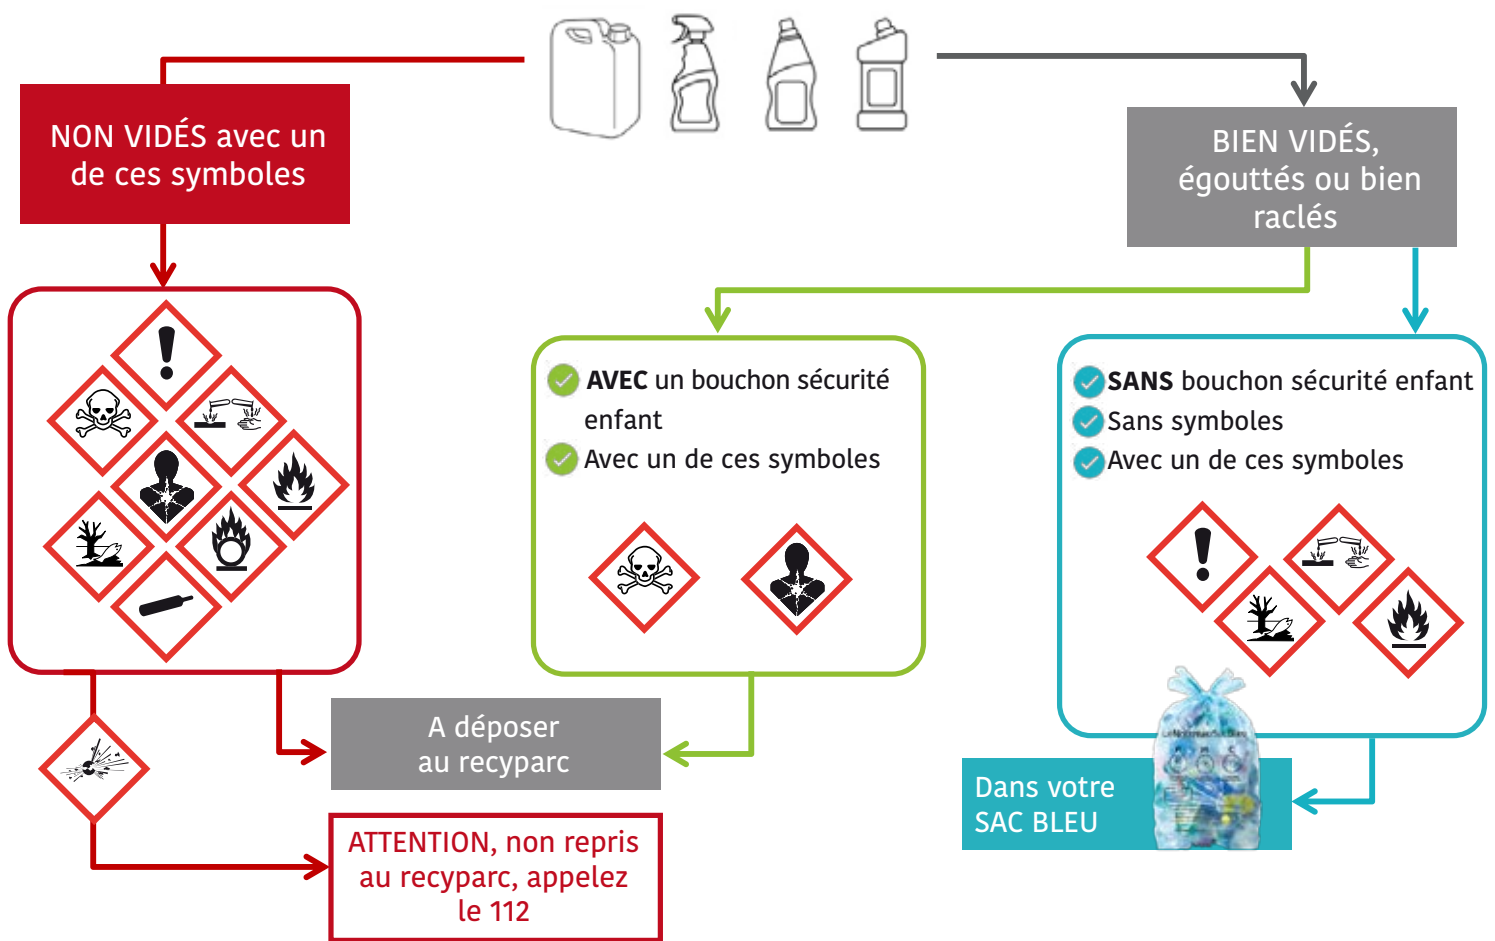 NON VIDÉS avec un
de ces symboles
BIEN VIDÉS,
égouttés ou bien
raclés
AVEC un bouchon sécurité
enfant
Avec un de ces symboles
SANS bouchon sécurité enfant
Sans symboles
Avec un de ces symboles
A déposer
au recyparc
Dans votre
SAC BLEU
ATTENTION, non repris
au recyparc, appelez
le 112